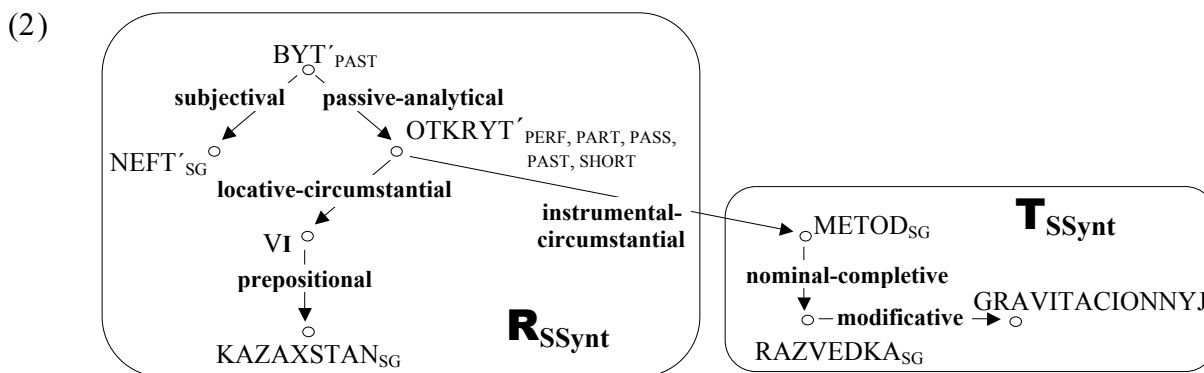 (2)
BYT´PAST
subjectival passive-analytical
OTKRYT´PERF, PART, PASS,
PAST, SHORT
NEFT´SG
locative-circumstantial
instrumental-
circumstantial
VI
prepositional
KAZAXSTANSG
RSSynt
TSSynt
METODSG
nominal-completive
GRAVITACIONNYJ
modificative
RAZVEDKASG